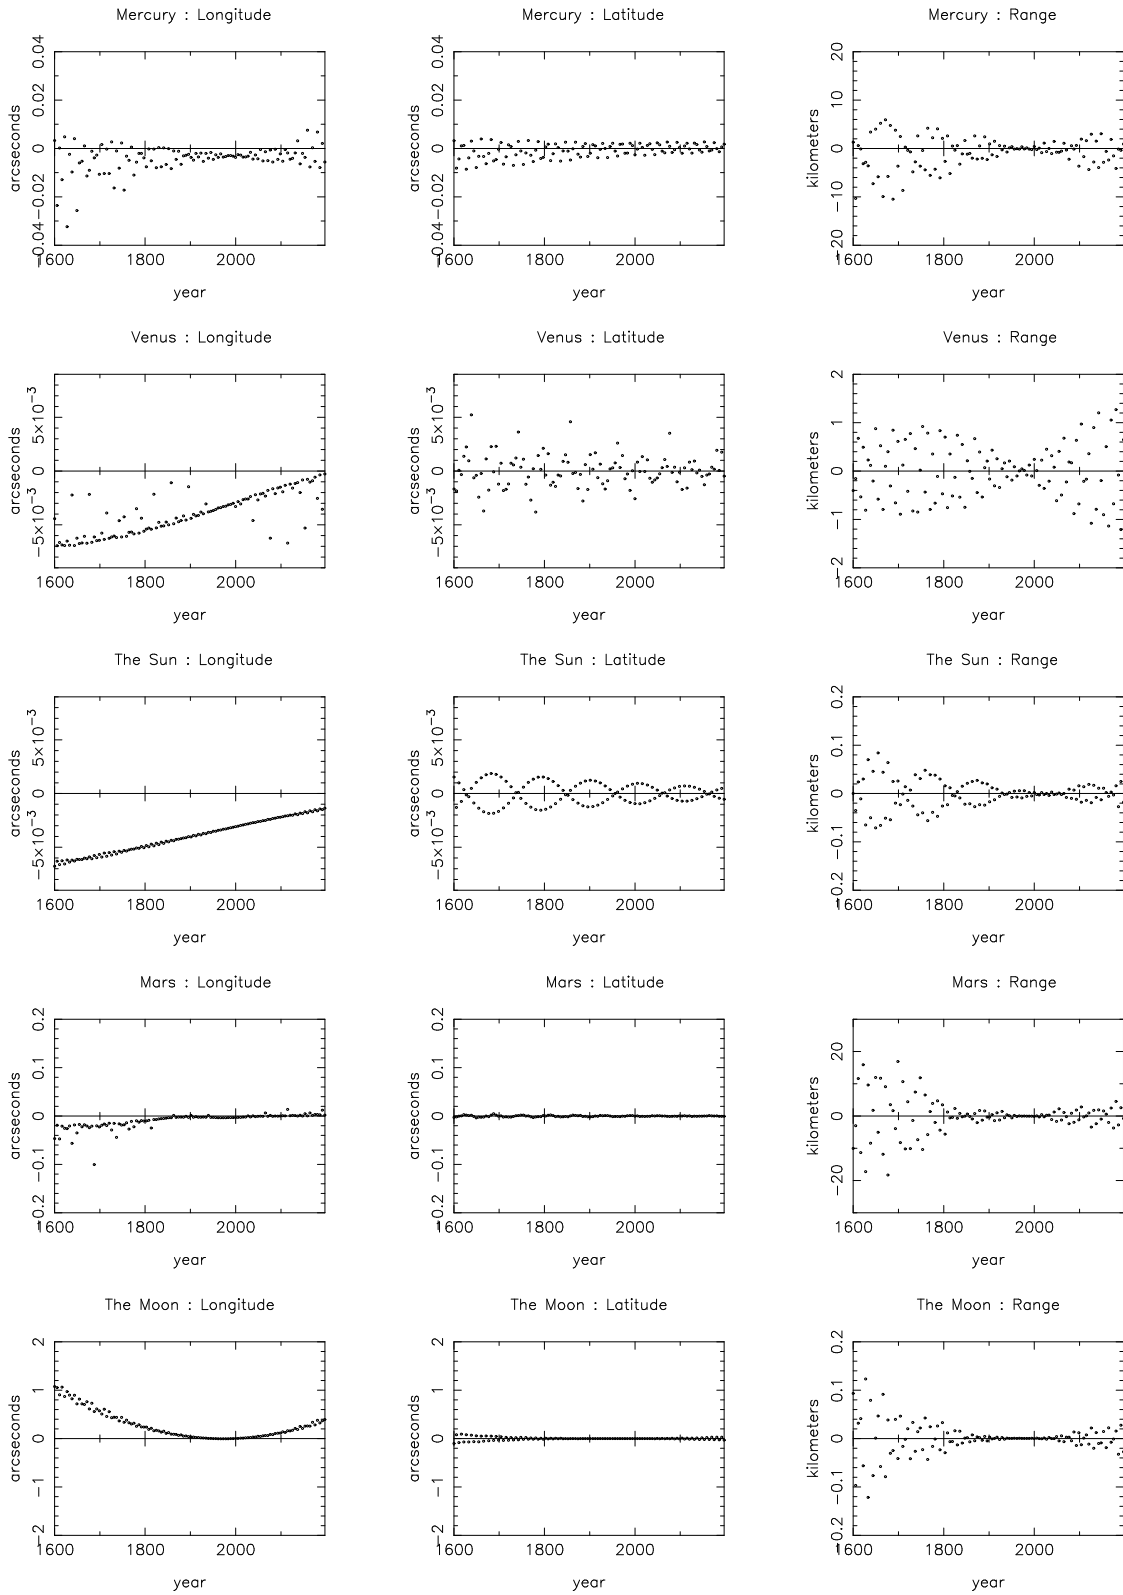 Mercury : Longitude
Mercury : Latitude
Mercury : Range
arcseconds
−0.04 −0.02 0 0.02 0.04
1600 1800 2000
year
arcseconds
−0.04 −0.02 0 0.02 0.04
1600 1800 2000
year
kilometers
−20 −10 0 10 20
1600 1800 2000
year
Venus : Longitude
Venus : Latitude
Venus : Range
arcseconds
−5×10⁻³ 0 5×10⁻³
1600 1800 2000
year
arcseconds
−5×10⁻³ 0 5×10⁻³
1600 1800 2000
year
kilometers
−2 −1 0 1 2
1600 1800 2000
year
The Sun : Longitude
The Sun : Latitude
The Sun : Range
arcseconds
−5×10⁻³ 0 5×10⁻³
1600 1800 2000
year
arcseconds
−5×10⁻³ 0 5×10⁻³
1600 1800 2000
year
kilometers
−0.2 −0.1 0 0.1 0.2
1600 1800 2000
year
Mars : Longitude
Mars : Latitude
Mars : Range
arcseconds
−0.2 −0.1 0 0.1 0.2
1600 1800 2000
year
arcseconds
−0.2 −0.1 0 0.1 0.2
1600 1800 2000
year
kilometers
−20 0 20
1600 1800 2000
year
The Moon : Longitude
The Moon : Latitude
The Moon : Range
arcseconds
−2 −1 0 1 2
1600 1800 2000
year
arcseconds
−2 −1 0 1 2
1600 1800 2000
year
kilometers
−0.2 −0.1 0 0.1 0.2
1600 1800 2000
year